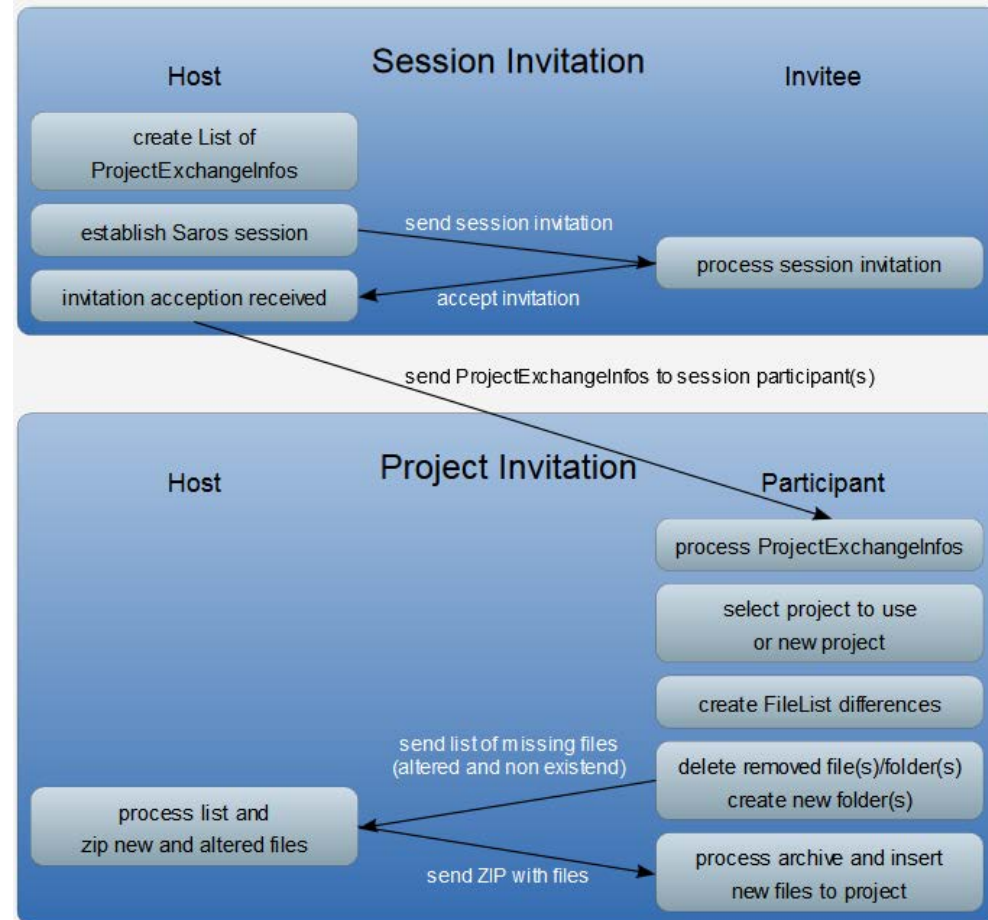 Session Invitation
Host
Invitee
create List of
ProjectExchangeInfos
establish Saros session
send session invitation
process session invitation
invitation acception received
accept invitation
send ProjectExchangeInfos to session participant(s)
Project Invitation
Host
Participant
process ProjectExchangeInfos
select project to use
or new project
create FileList differences
send list of missing files
(altered and non existend)
delete removed file(s)/folder(s)
create new folder(s)
process list and
zip new and altered files
send ZIP with files
process archive and insert
new files to project